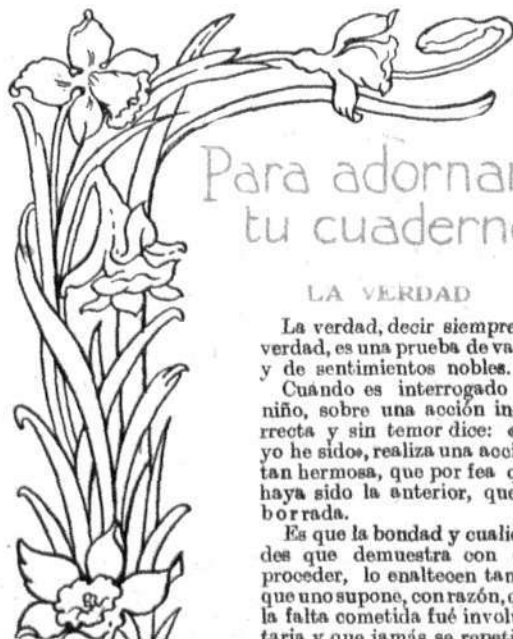 Para adornar
tu cuaderno
LA VERDAD
La verdad, decir siempre
verdad, es una prueba de va
y de sentimientos nobles.
Cuando es interrogado
niño, sobre una acción in
rrecta y sin temor dice:
yo he sido», realiza una acci
tan hermosa, que por fea q
haya sido la anterior, que
borrada.
Es que la bondad y cualid
des que demuestra con
proceder, lo enaltecen tan
que uno supone, con razón,
la falta cometida fué invol
taria y que jamás se repeti